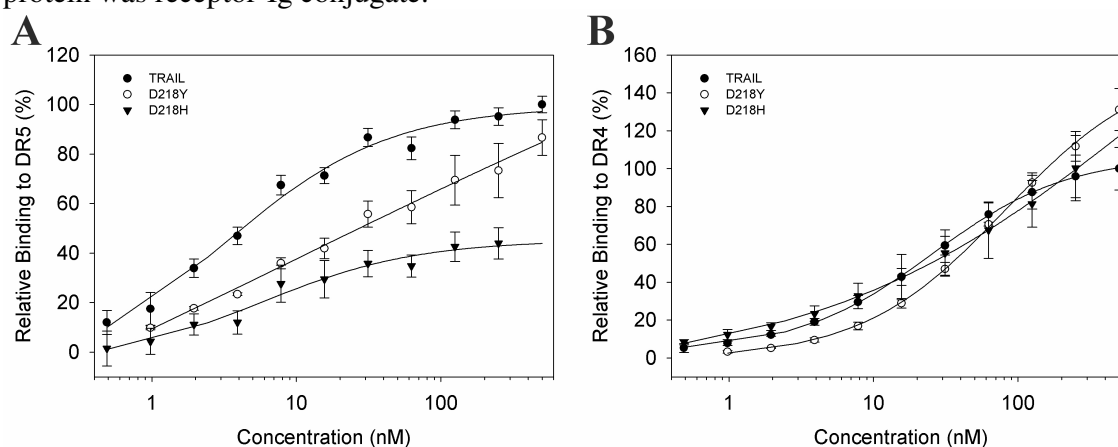 protein was receptor-Ig conjugate.
A
B
120
100
80
60
40
20
0
Relative Binding to DR5 (%)
TRAIL
D218Y
D218H
1
10
100
Concentration (nM)
160
140
120
100
80
60
40
20
0
Relative Binding to DR4 (%)
TRAIL
D218Y
D218H
1
10
100
Concentration (nM)